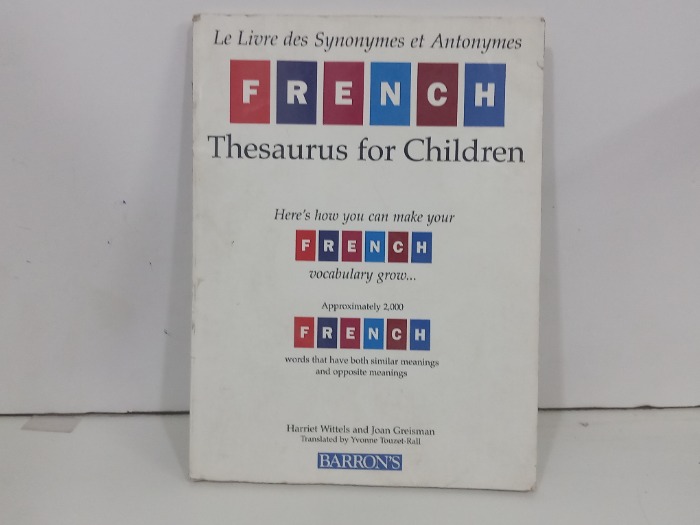 Le Livre des Synonymes et Antonymes
FRENCH
Thesaurus for Children
Here's how you can make your
FRENCH
vocabulary grow...
Approximately 2,000
FRENCH
words that have both similar meanings
and opposite meanings
Harriet Wittels and Joan Greisman
Translated by Yvonne Touzet-Rall
BARRON'S